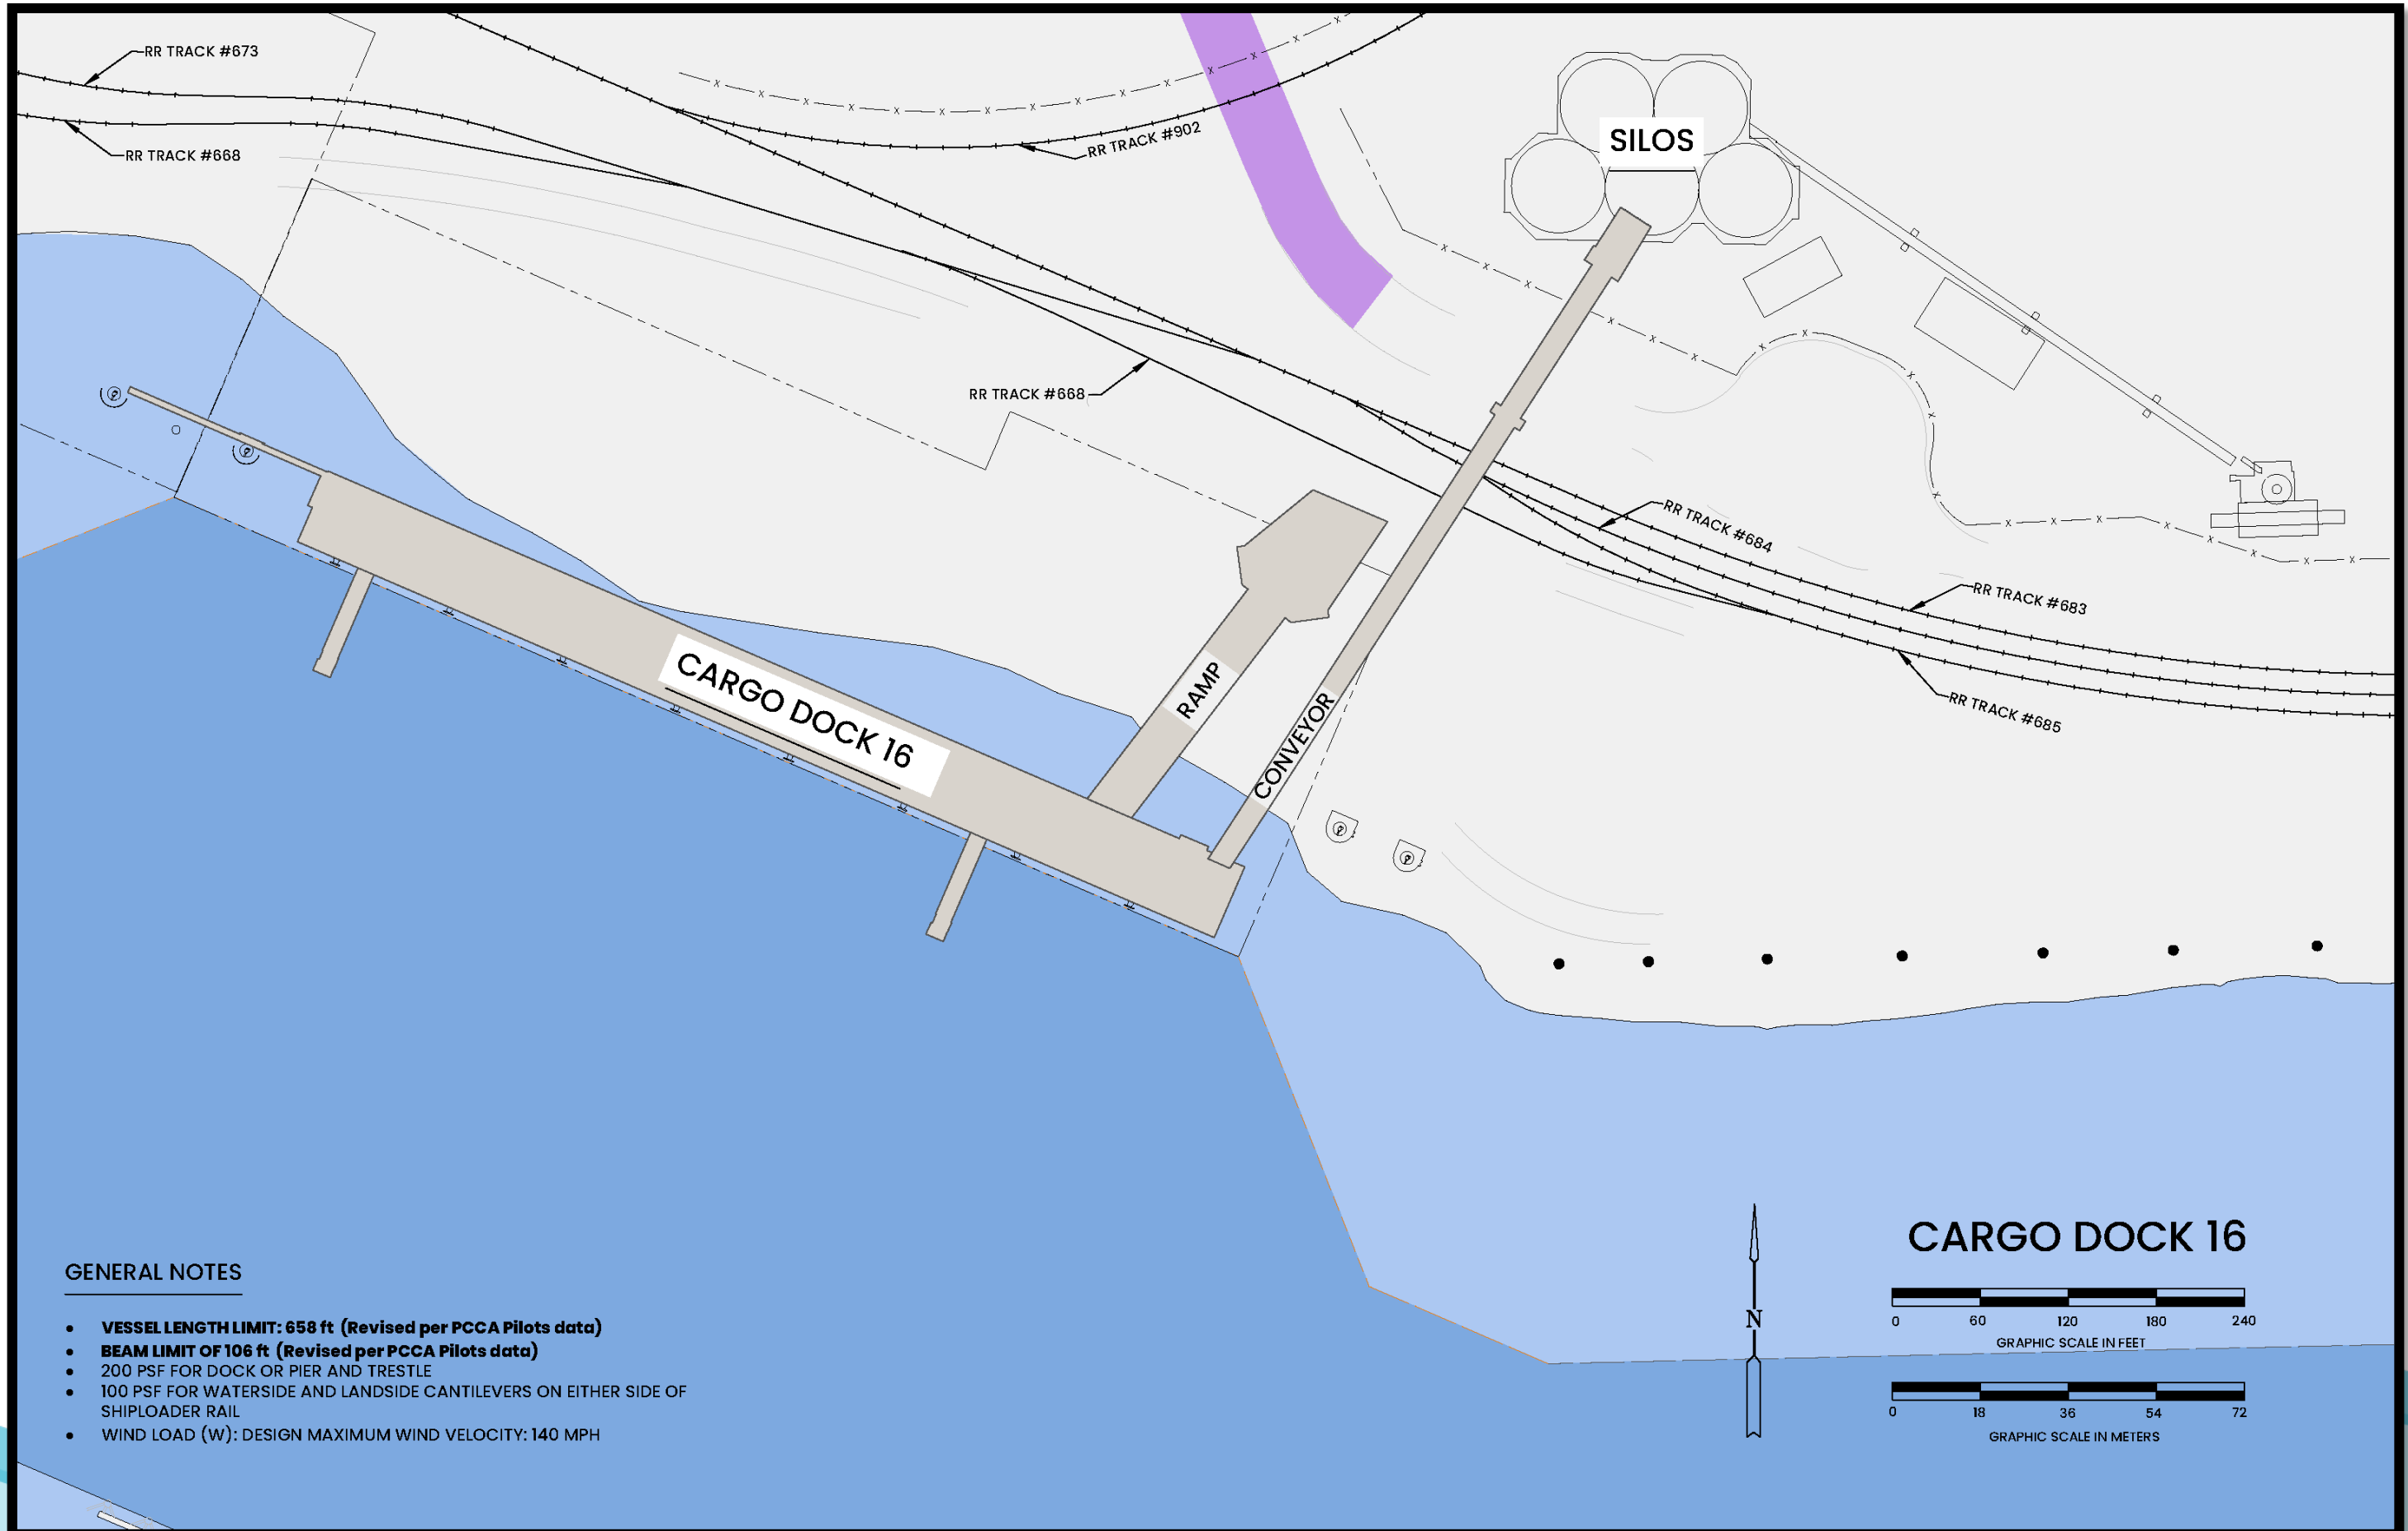 RR TRACK #673
RR TRACK #668
RR TRACK #902
SILOS
RR TRACK #668
RR TRACK #684
RR TRACK #683
RR TRACK #685
RAMP
CONVEYOR
CARGO DOCK 16
GENERAL NOTES
• VESSEL LENGTH LIMIT: 658 ft (Revised per PCCA Pilots data)
• BEAM LIMIT OF 106 ft (Revised per PCCA Pilots data)
• 200 PSF FOR DOCK OR PIER AND TRESTLE
• 100 PSF FOR WATERSIDE AND LANDSIDE CANTILEVERS ON EITHER SIDE OF
SHIPLOADER RAIL
• WIND LOAD (W): DESIGN MAXIMUM WIND VELOCITY: 140 MPH
N
CARGO DOCK 16
0 60 120 180 240
GRAPHIC SCALE IN FEET
0 18 36 54 72
GRAPHIC SCALE IN METERS